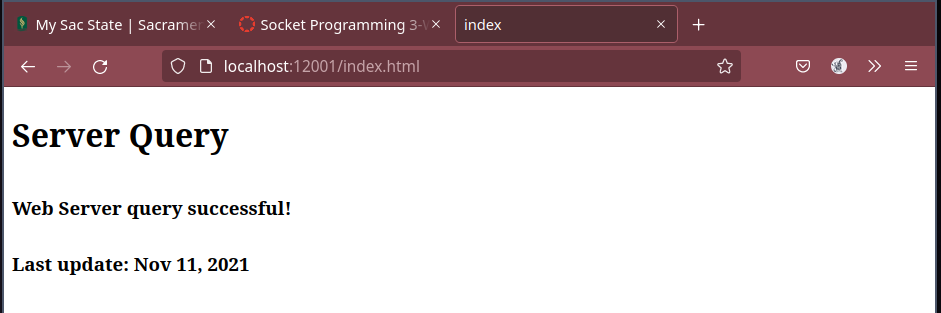 My Sac State | Sacramen
Socket Programming 3-
index
localhost:12001/index.html
Server Query
Web Server query successful!
Last update: Nov 11, 2021